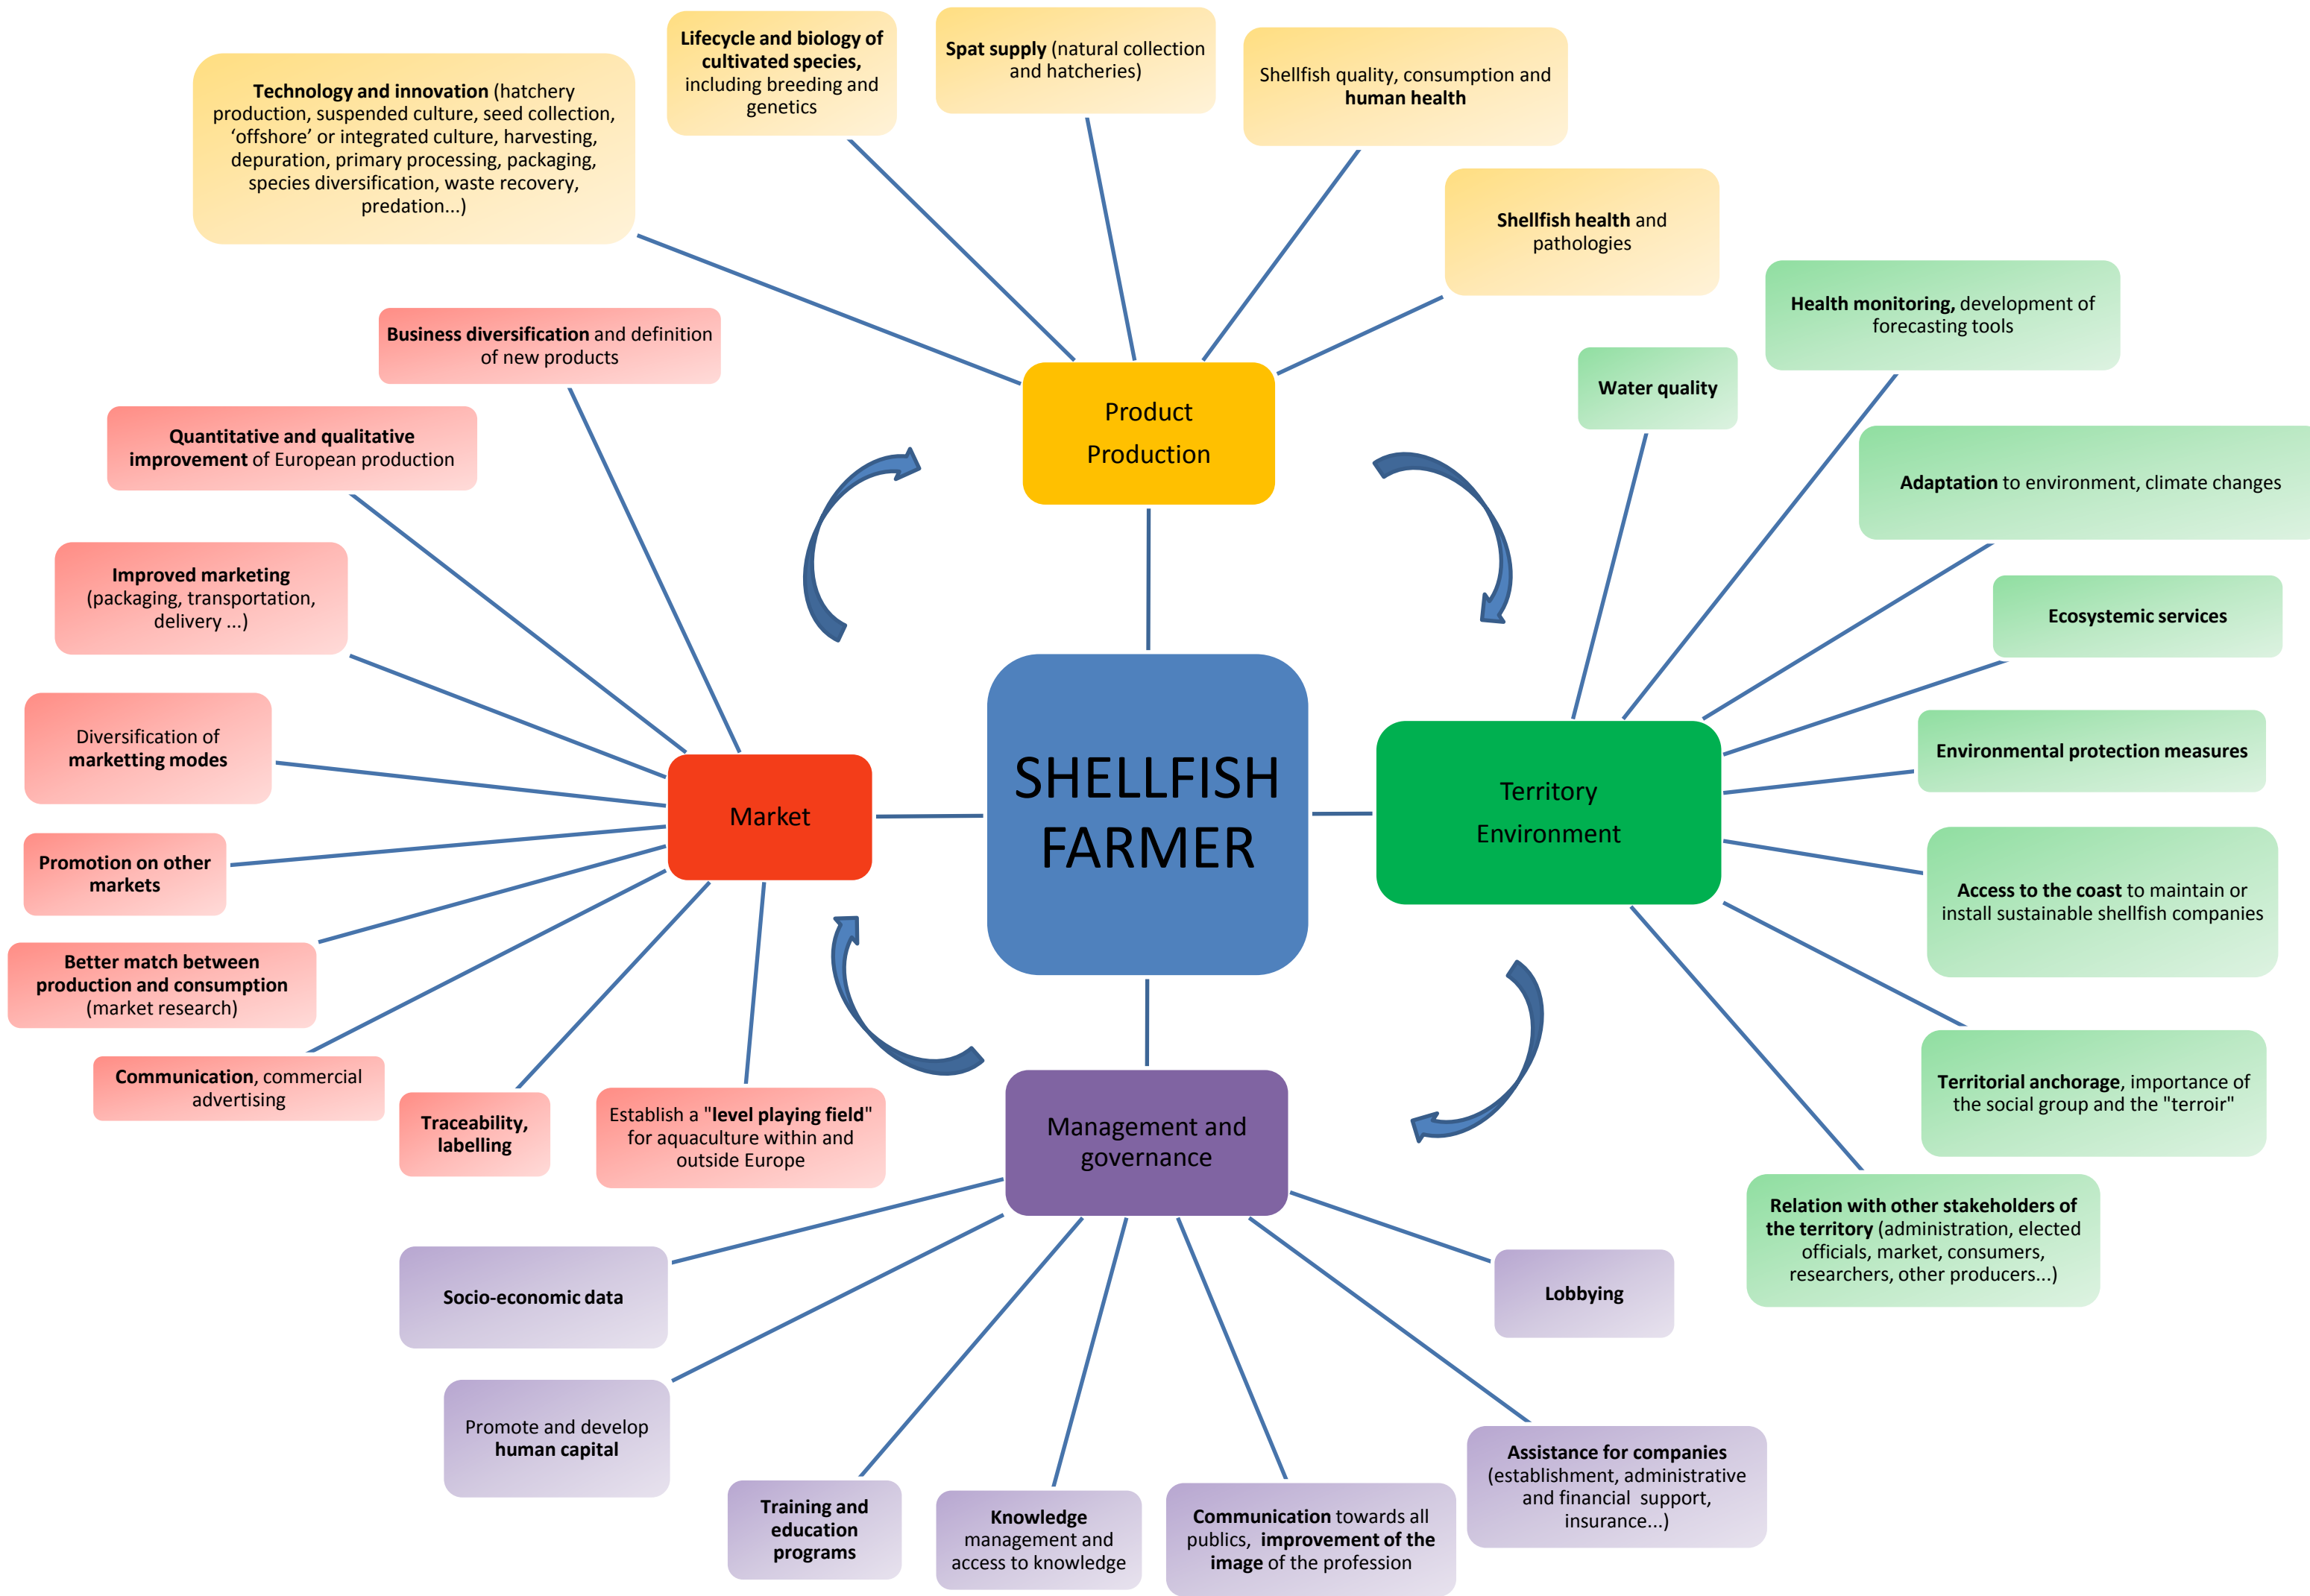 Lifecycle and biology of
cultivated species,
including breeding and
genetics
Spat supply (natural collection
and hatcheries)
Shellfish quality, consumption and
human health
Technology and innovation (hatchery
production, suspended culture, seed collection,
‘offshore’ or integrated culture, harvesting,
depuration, primary processing, packaging,
species diversification, waste recovery,
predation...)
Shellfish health and
pathologies
Health monitoring, development of
forecasting tools
Business diversification and definition
of new products
Water quality
Product
Production
Quantitative and qualitative
improvement of European production
Adaptation to environment, climate changes
Improved marketing
(packaging, transportation,
delivery ...)
Ecosystemic services
Diversification of
marketting modes
Environmental protection measures
Market
SHELLFISH
FARMER
Territory
Environment
Promotion on other
markets
Access to the coast to maintain or
install sustainable shellfish companies
Better match between
production and consumption
(market research)
Communication, commercial
advertising
Traceability,
labelling
Establish a "level playing field"
for aquaculture within and
outside Europe
Management and
governance
Territorial anchorage, importance of
the social group and the "terroir"
Relation with other stakeholders of
the territory (administration, elected
officials, market, consumers,
researchers, other producers...)
Socio-economic data
Lobbying
Promote and develop
human capital
Training and
education
programs
Knowledge
management and
access to knowledge
Communication towards all
publics, improvement of the
image of the profession
Assistance for companies
(establishment, administrative
and financial support,
insurance...)